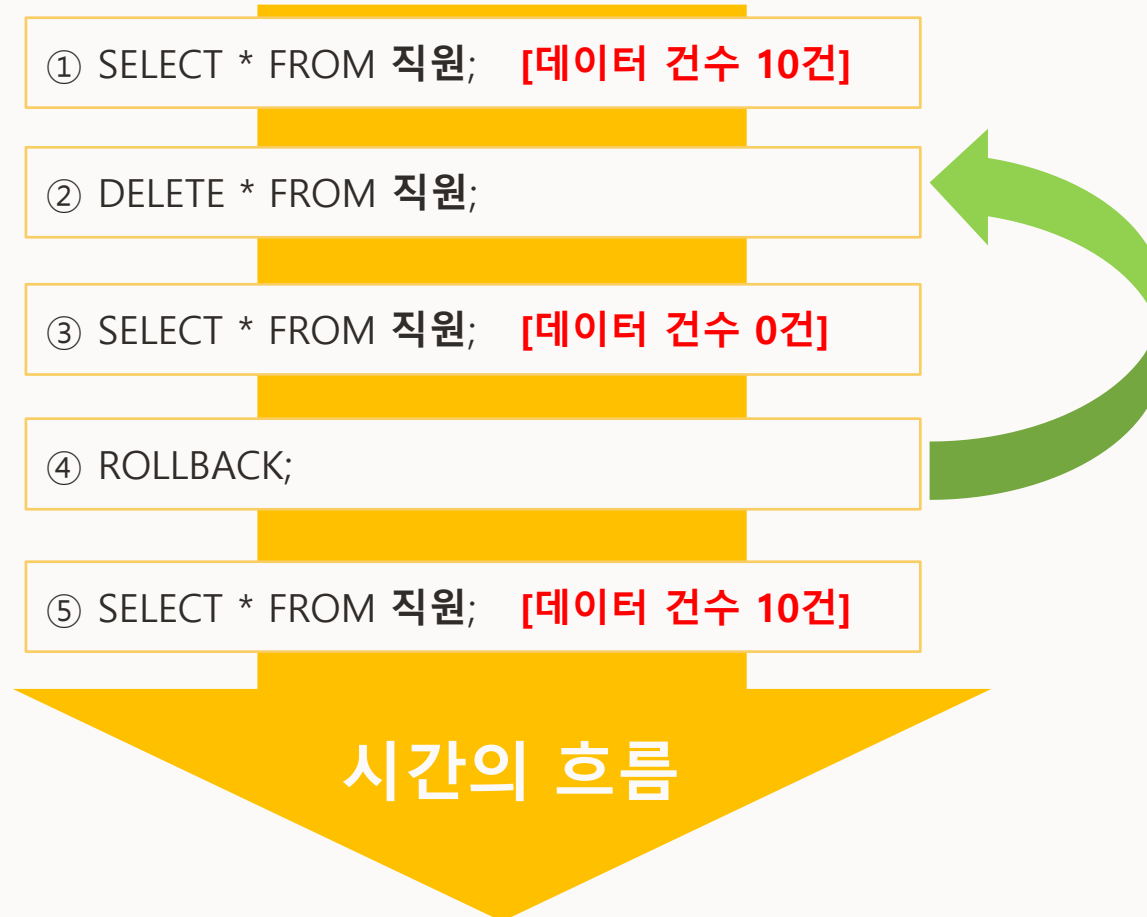 ① SELECT * FROM 직원; [데이터 건수 10건]
② DELETE * FROM 직원;
③ SELECT * FROM 직원; [데이터 건수 0건]
④ ROLLBACK;
⑤ SELECT * FROM 직원; [데이터 건수 10건]
시간의 흐름